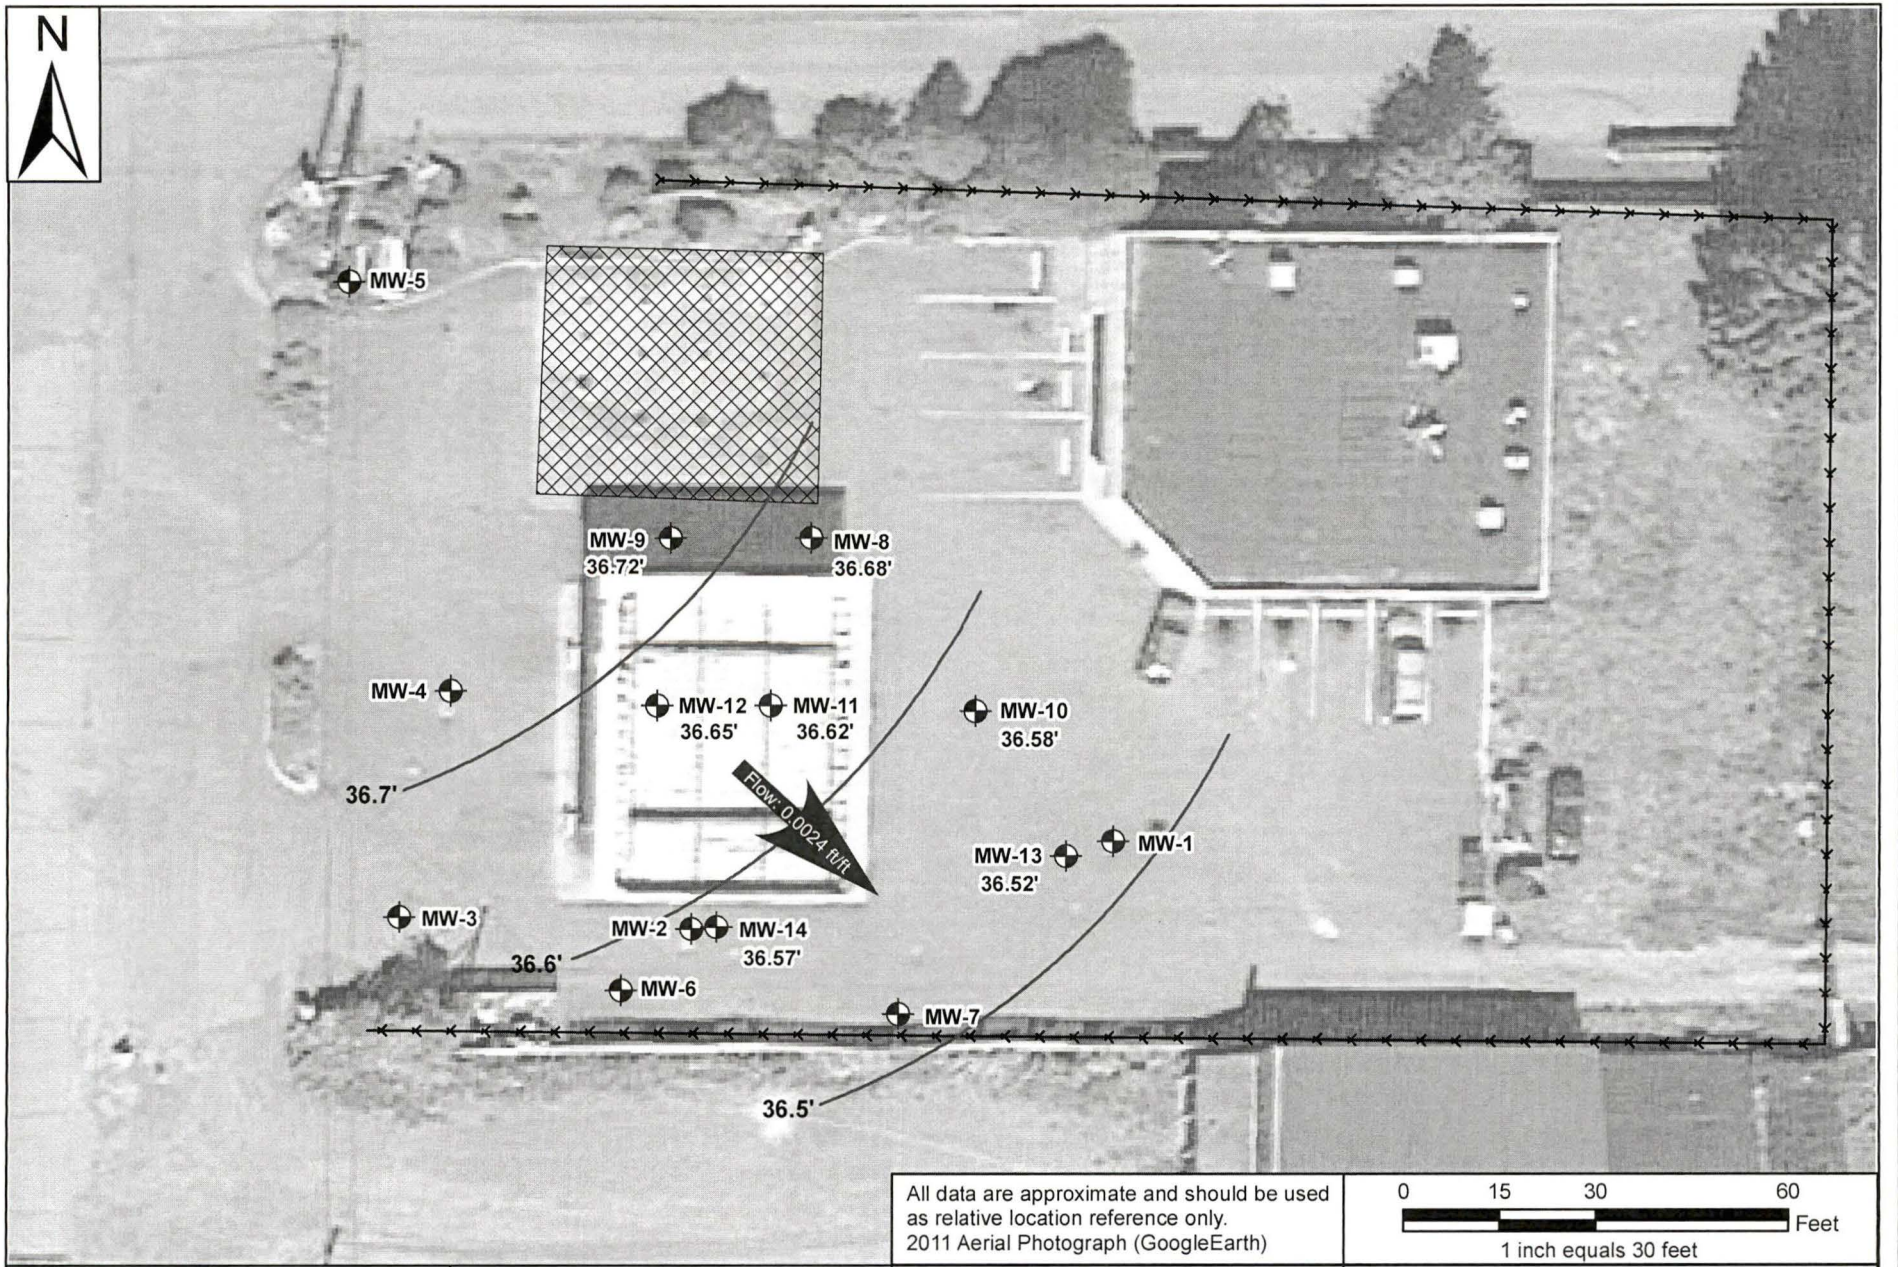 N
MW-5
MW-9
36.72'
MW-8
36.68'
MW-4
MW-12
36.65'
MW-11
36.62'
MW-10
36.58'
36.7'
Flow: 0.0024 ft/ft
MW-13
36.52'
MW-1
MW-3
MW-2
MW-14
36.57'
36.6'
MW-6
MW-7
36.5'
All data are approximate and should be used
as relative location reference only.
2011 Aerial Photograph (GoogleEarth)
0 15 30 60
Feet
1 inch equals 30 feet